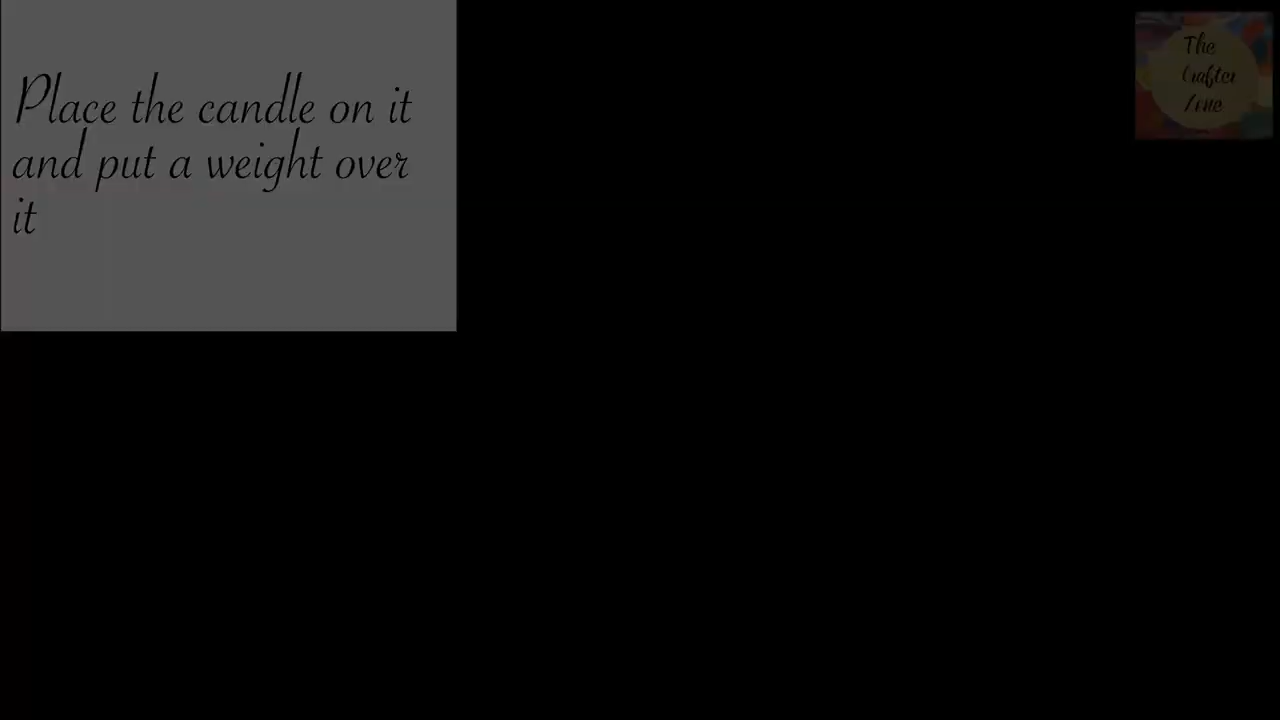 Place the candle on it
and put a weight over
it
The
Crafter
Zone